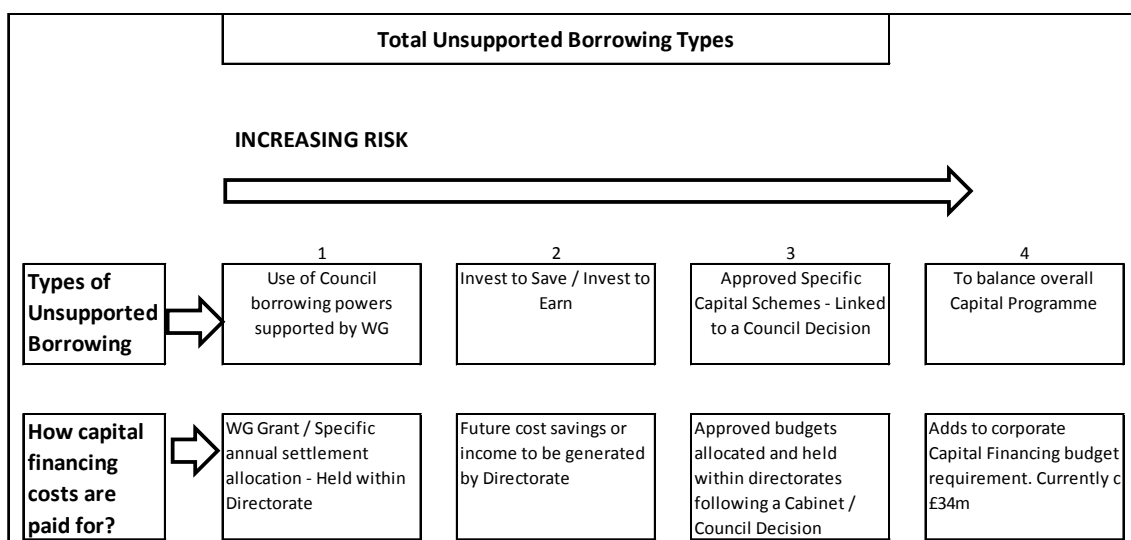 Total Unsupported Borrowing Types
INCREASING RISK
Types of
Unsupported
Borrowing
1
Use of Council
borrowing powers
supported by WG
2
Invest to Save / Invest to
Earn
3
Approved Specific
Capital Schemes - Linked
to a Council Decision
4
To balance overall
Capital Programme
How capital
financing
costs are
paid for?
WG Grant / Specific
annual settlement
allocation - Held within
Directorate
Future cost savings or
income to be generated
by Directorate
Approved budgets
allocated and held
within directorates
following a Cabinet /
Council Decision
Adds to corporate
Capital Financing budget
requirement. Currently c
£34m